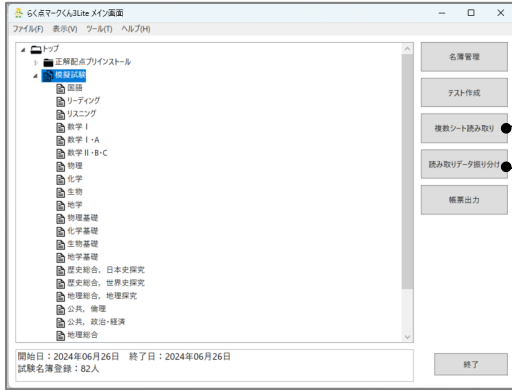 らく点マークくん3Lite メイン画面
ファイル(F) 表示(V) ツール(T) ヘルプ(H)
トップ
正解配点プリインストール
模擬試験
国語
リーディング
リスニング
数学Ⅰ
数学Ⅰ・A
数学Ⅱ・B・C
物理
化学
生物
地学
物理基礎
化学基礎
生物基礎
地学基礎
歴史総合，日本史探究
歴史総合，世界史探究
地理総合，地理探究
公共，倫理
公共，政治・経済
地理総合
名簿管理
テスト作成
複数シート読み取り
読み取りデータ振り分け
帳票出力
開始日：2024年06月26日 終了日：2024年06月26日
試験名簿登録：82人
終了